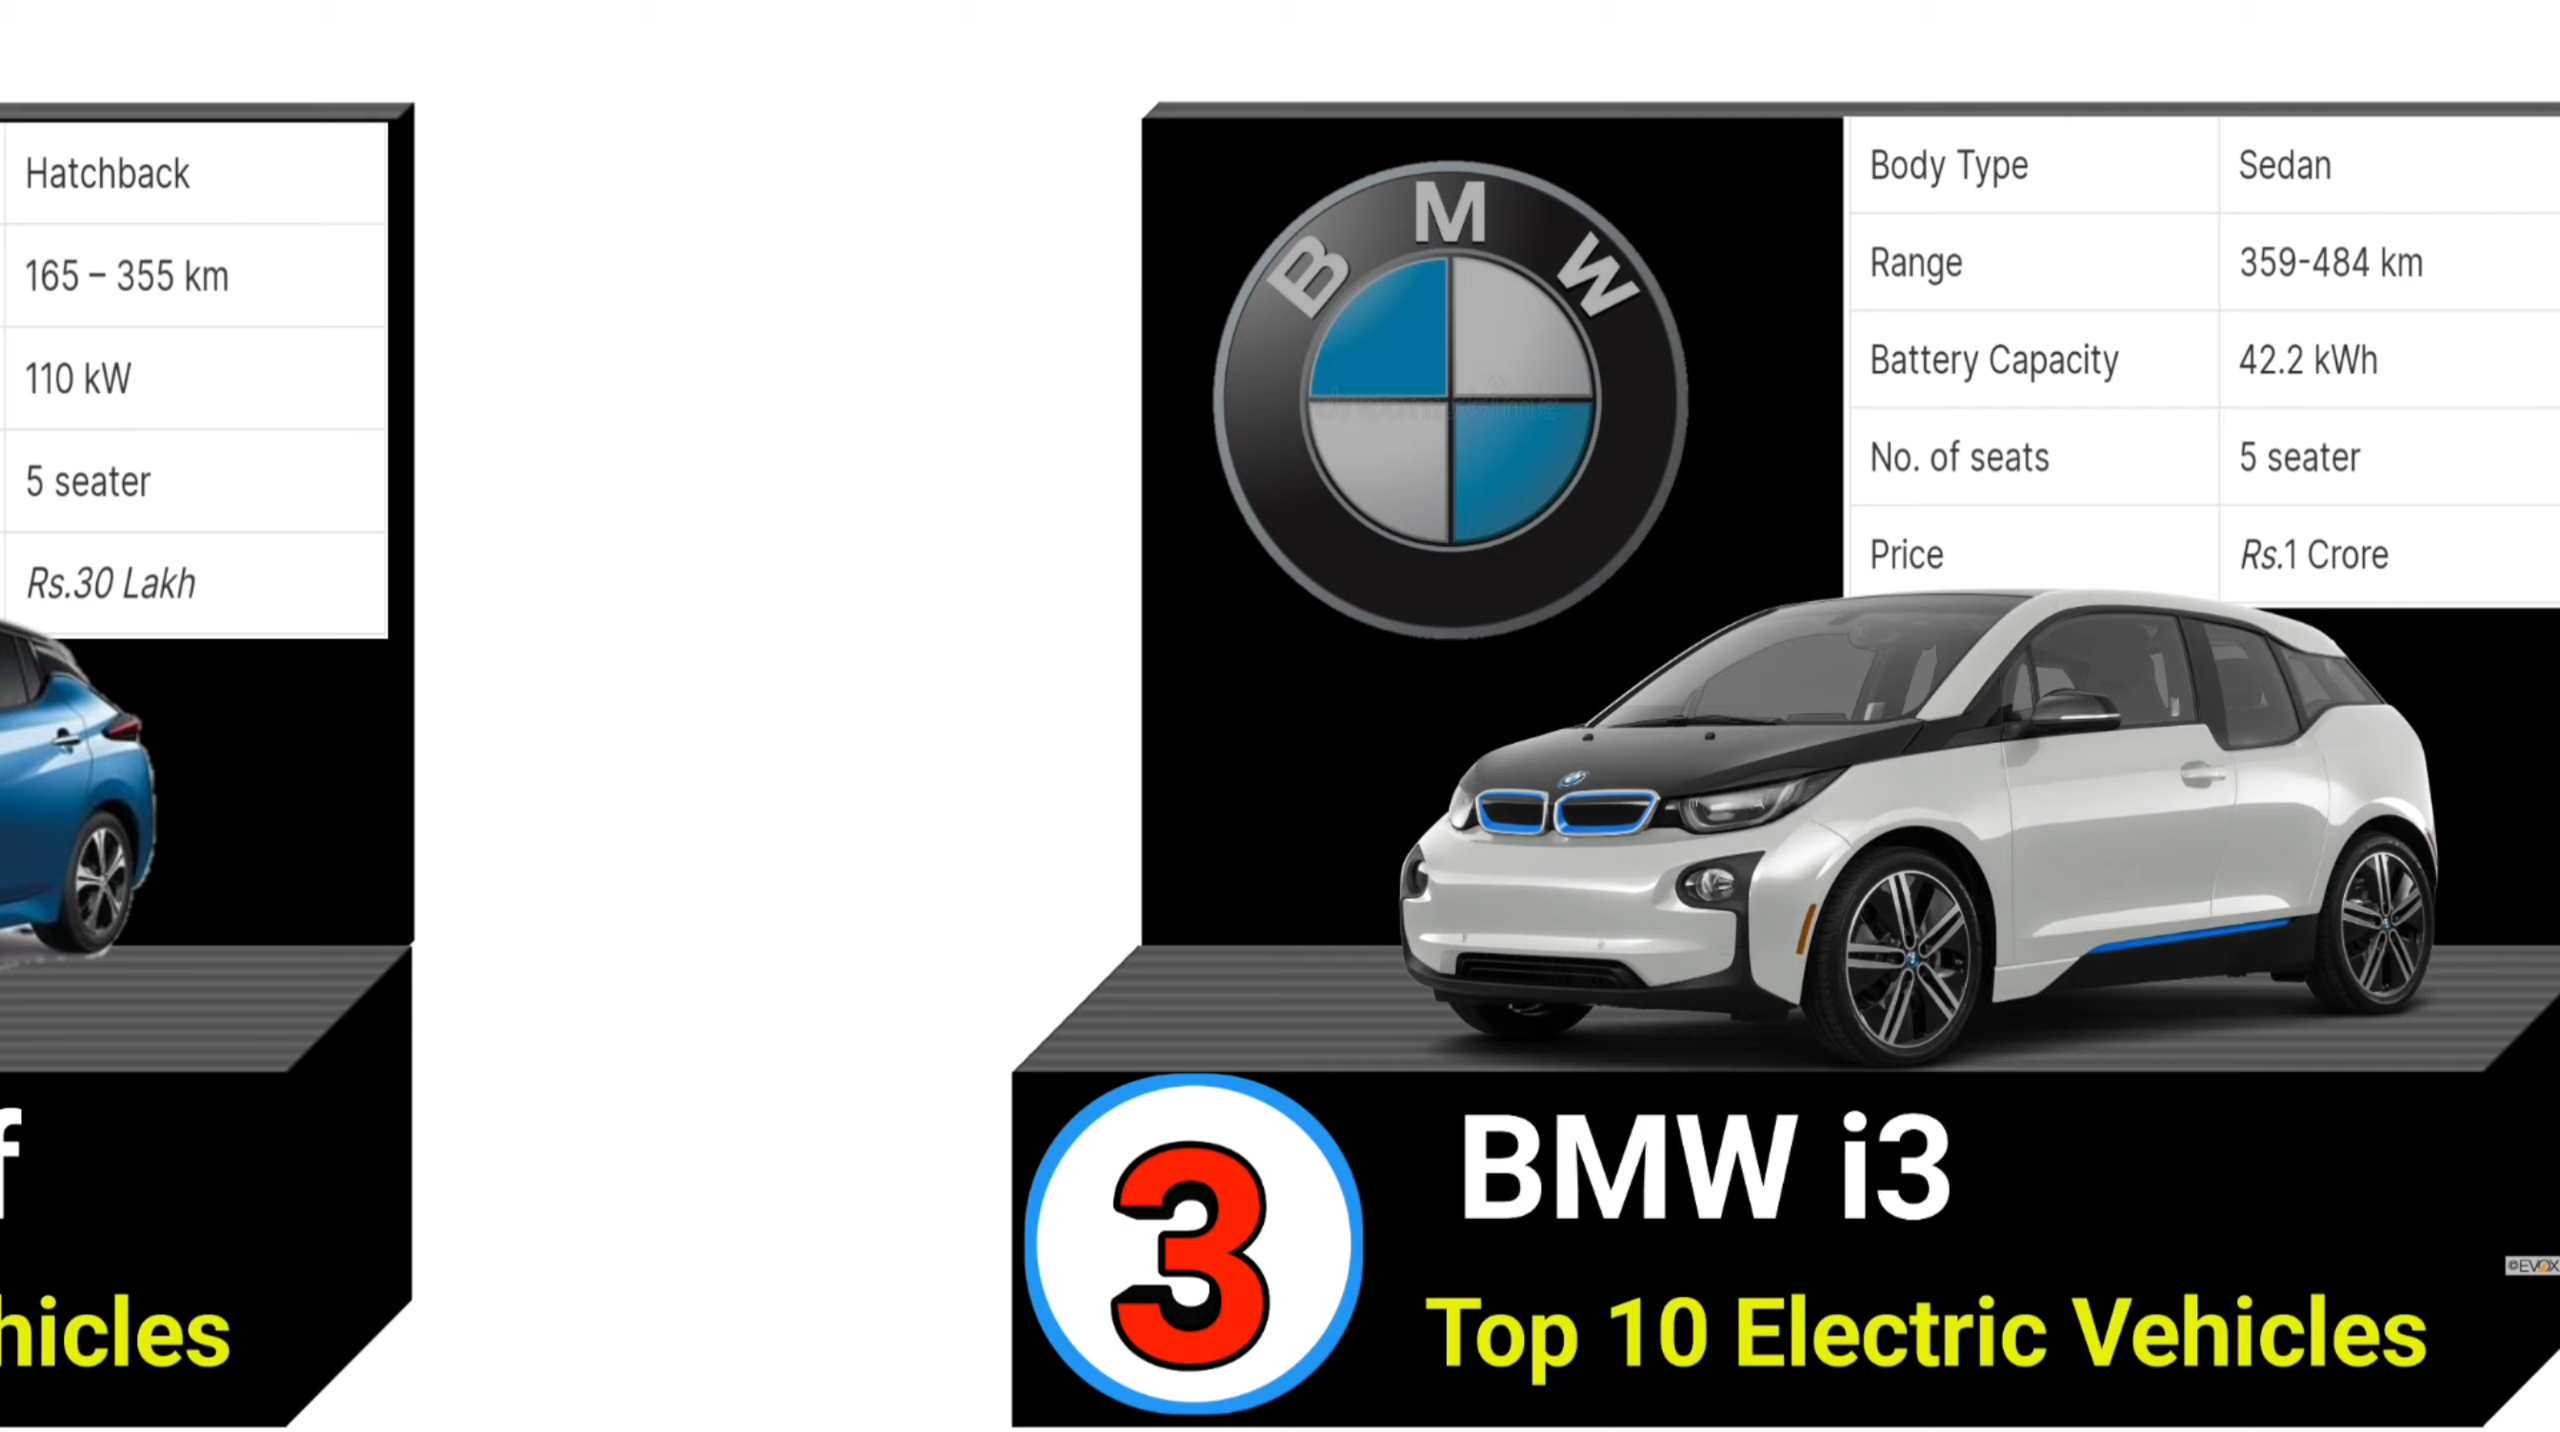 Hatchback
165 – 355 km
110 kW
5 seater
Rs.30 Lakh
f
hicles
B M W
Body Type Sedan
Range 359-484 km
Battery Capacity 42.2 kWh
No. of seats 5 seater
Price Rs.1 Crore
3
BMW i3
©EVOX
Top 10 Electric Vehicles